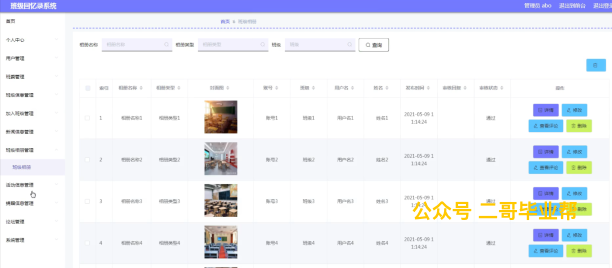 班级回忆录系统
管理员 abo 退出到前台 退出登录
首页 > 班级相册
首页
个人中心
用户管理
班级管理
班级信息管理
加入班级管理
新闻信息管理
班级相册管理
班级相册
活动信息管理
捐赠信息管理
论坛管理
系统管理
相册名称 相册名称 相册类型 相册类型 班级 班级 查询
索引 相册名称 相册类型 封面图 账号 班级 用户名 姓名 发布时间 审核回复 审核状态 操作
1 相册名称1 相册类型1 账号1 班级1 用户名1 姓名1 2021-05-09 11:14:24 通过 详情 修改
查看评论 删除
2 相册名称2 相册类型2 账号2 班级2 用户名2 姓名2 2021-05-09 11:14:24 通过 详情 修改
查看评论 删除
3 相册名称3 相册类型3 账号3 班级3 用户名3 姓名3 2021-05-09 11:14:24 通过 详情 修改
查看评论 删除
公众号 二哥毕业帮
4 相册名称4 相册类型4 账号4 班级4 用户名4 姓名4 2021-05-09 11:14:24 通过 详情 修改
查看评论 删除